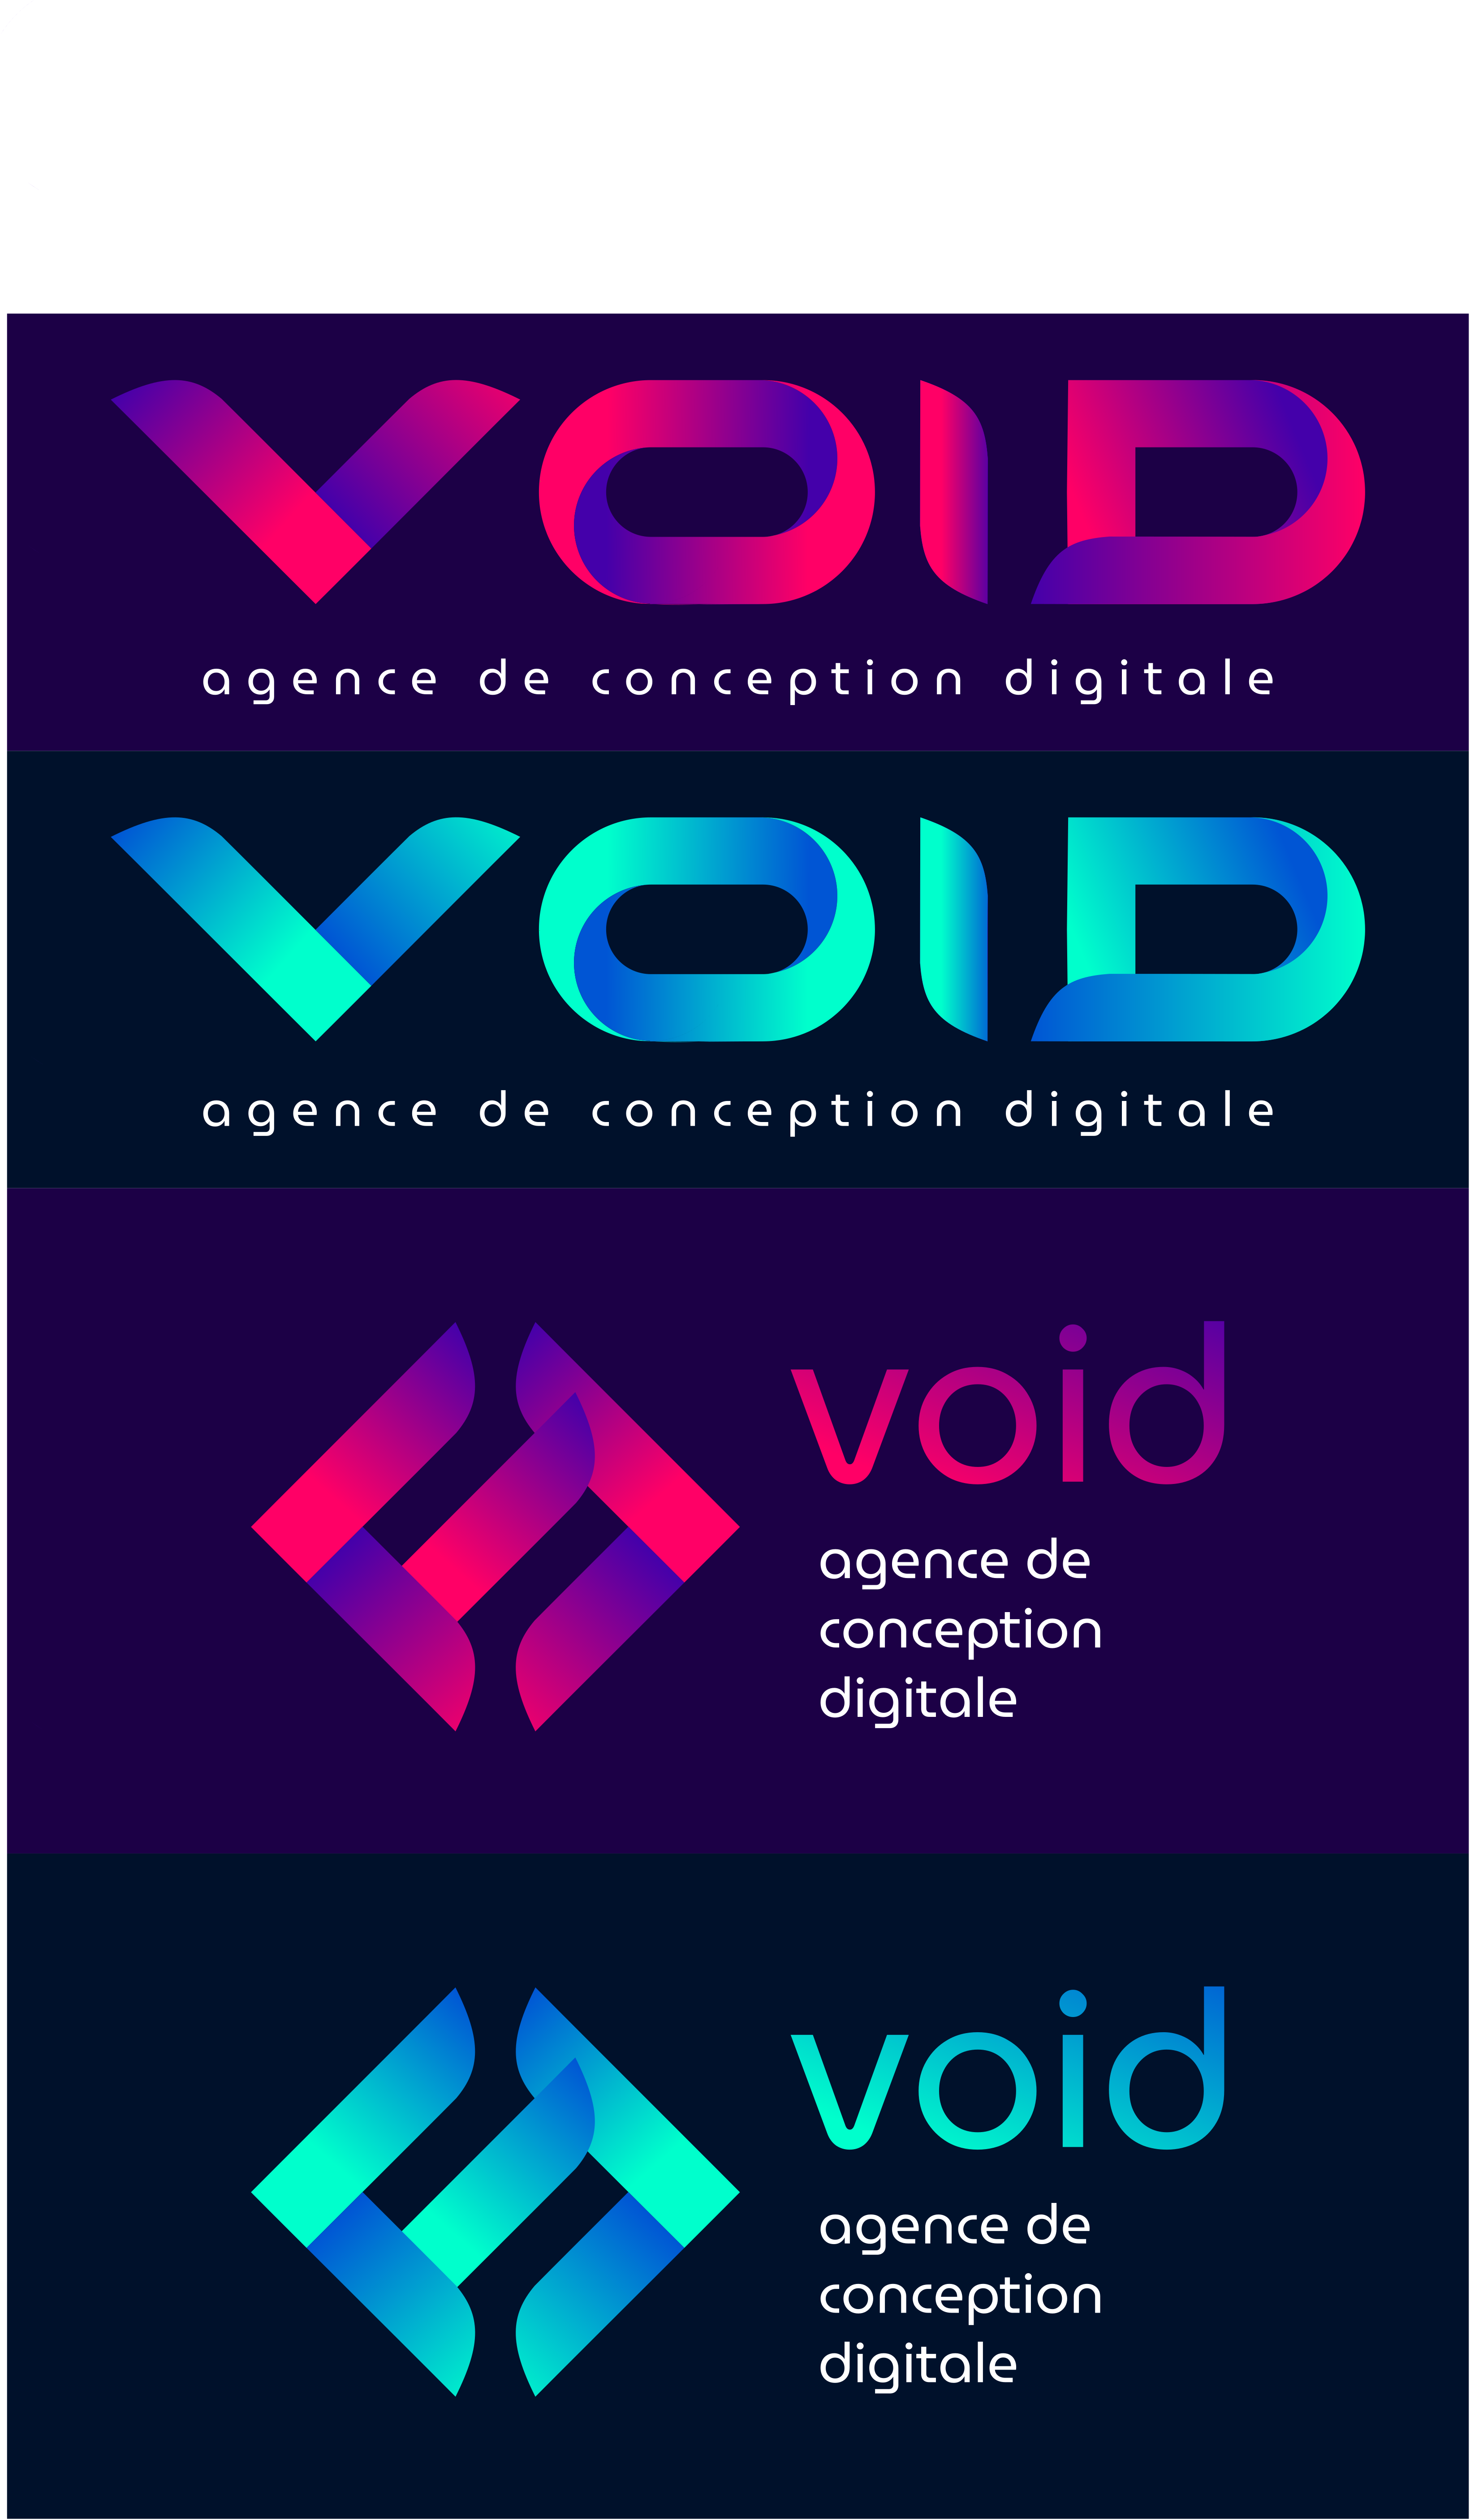 VOID
agence de conception digitale
VOID
agence de conception digitale
void
agence de
conception
digitale
void
agence de
conception
digitale